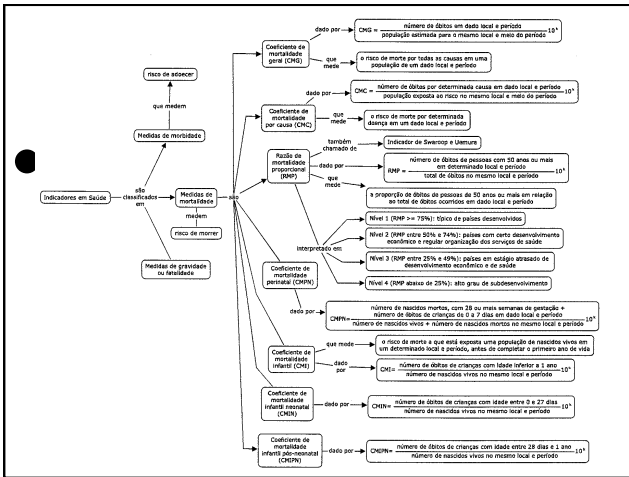 Indicadores em Saúde
são
classificados
em
Medidas de morbidade
que medem
risco de adoecer
Medidas de
mortalidade
medem
risco de morrer
Medidas de gravidade
ou fatalidade
são
Coeficiente de
mortalidade
geral (CMG)
dado por
CMG=
número de óbitos em dado local e período
população estimada para o mesmo local e meio do período
10ᵏ
que
mede
o risco de morte por todas as causas em uma
população de um dado local e período
Coeficiente de
mortalidade
por causa (CMC)
dado por
CMC =
número de óbitos por determinada causa em dado local e período
população exposta ao risco no mesmo local e meio do período
10ᵏ
que
mede
o risco de morte por determinada
doença em um dado local e período
Razão de
mortalidade
proporcional
(RMP)
também
chamado de
Indicador de Swaroop e Uemura
dado por
RMP =
número de óbitos de pessoas com 50 anos ou mais
em determinado local e período
total de óbitos no mesmo local e período
10ᵏ
que
mede
a proporção de óbitos de pessoas de 50 anos ou mais em relação
ao total de óbitos ocorridos em dado local e período
interpretado em
Nível 1 (RMP >= 75%): típico de países desenvolvidos
Nível 2 (RMP entre 50% e 74%): países com certo desenvolvimento
econômico e regular organização dos serviços de saúde
Nível 3 (RMP entre 25% e 49%): países em estágio atrasado de
desenvolvimento econômico e de saúde
Nível 4 (RMP abaixo de 25%): alto grau de subdesenvolvimento
Coeficiente de
mortalidade
perinatal (CMPN)
dado por
CMPN=
número de nascidos mortos, com 28 ou mais semanas de gestação +
número de óbitos de crianças de 0 a 7 dias em dado local e período
número de nascidos vivos + número de nascidos mortos no mesmo local e período
10ᵏ
Coeficiente de
mortalidade
infantil (CMI)
que mede
o risco de morte a que está exposta uma população de nascidos vivos em
um determinado local e período, antes de completar o primeiro ano de vida
dado
por
CMI=
número de óbitos de crianças com idade inferior a 1 ano
número de nascidos vivos no mesmo local e período
10ᵏ
Coeficiente de
mortalidade
infantil neonatal
(CMIN)
dado por
CMIN=
número de óbitos de crianças com idade entre 0 e 27 dias
número de nascidos vivos no mesmo local e período
10ᵏ
Coeficiente de
mortalidade
infantil pós-neonatal
(CMIPN)
dado por
CMIPN=
número de óbitos de crianças com idade entre 28 dias e 1 ano
número de nascidos vivos no mesmo local e período
10ᵏ